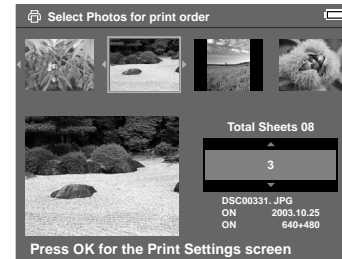 Select Photos for print order
Total Sheets 08
3
DSC00331. JPG
ON 2003.10.25
ON 640+480
Press OK for the Print Settings screen